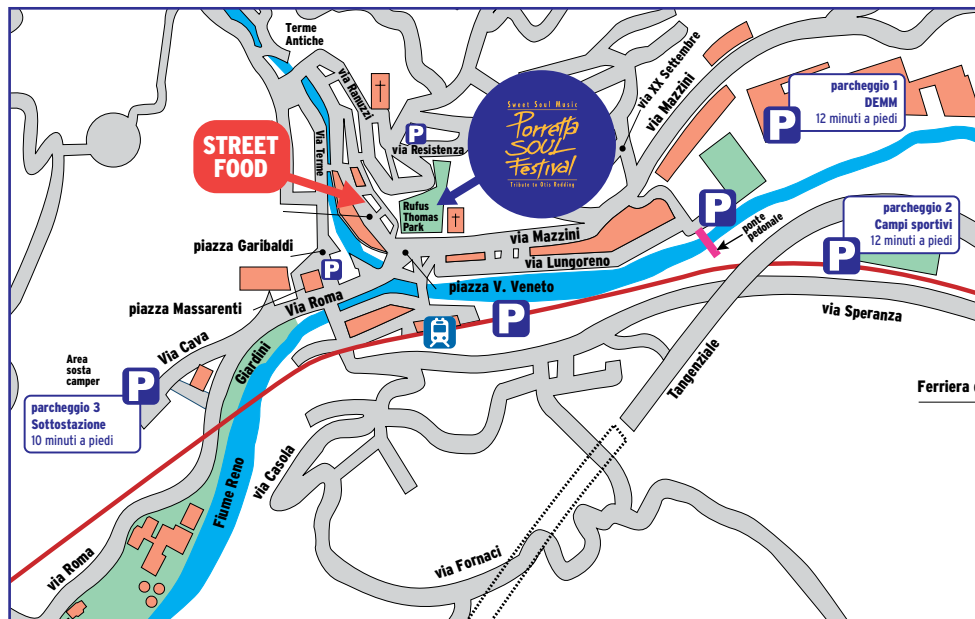 Terme
Antiche
via Ranuzzi
via XX Settembre
via Mazzini
Sweet Soul Music
Porretta
SOUL
Festival
Tribute to Otis Redding
parcheggio 1
DEMM
12 minuti a piedi
P
P
via Resistenza
Via Terme
STREET
FOOD
Rufus
Thomas
Park
P
ponte
pedonale
parcheggio 2
Campi sportivi
12 minuti a piedi
P
via Mazzini
via Lungoreno
piazza Garibaldi
P
piazza V. Veneto
piazza Massarenti
Via Roma
P
via Speranza
Via Cava
Giardini
Area
sosta
camper
P
parcheggio 3
Sottostazione
10 minuti a piedi
Tangenziale
Ferriera
via Casola
Fiume Reno
via Fornaci
via Roma